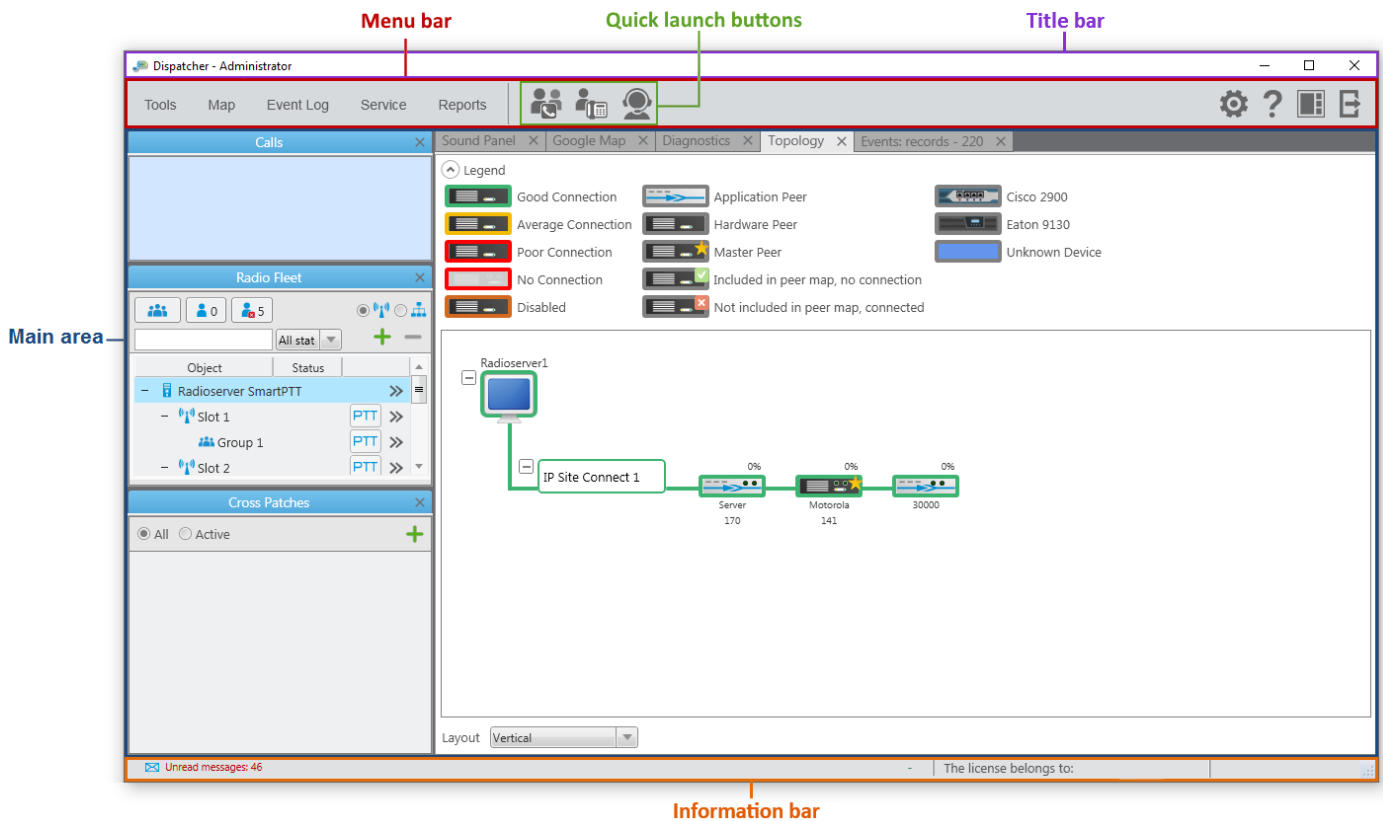 Menu bar
Quick launch buttons
Title bar
Dispatcher - Administrator
Tools Map Event Log Service Reports
Calls
Sound Panel Google Map Diagnostics Topology Events: records - 220
Legend
Good Connection Application Peer Cisco 2900
Average Connection Hardware Peer Eaton 9130
Poor Connection Master Peer Unknown Device
No Connection Included in peer map, no connection
Disabled Not included in peer map, connected
Radio Fleet
0 5
Main area
All stat
Object Status
Radioserver SmartPTT
Slot 1 PTT
Group 1 PTT
Slot 2 PTT
Cross Patches
All Active
Radioserver1
IP Site Connect 1
0% 0% 0%
Server Motorola 30000
170 141
Layout Vertical
Unread messages: 46 - The license belongs to:
Information bar